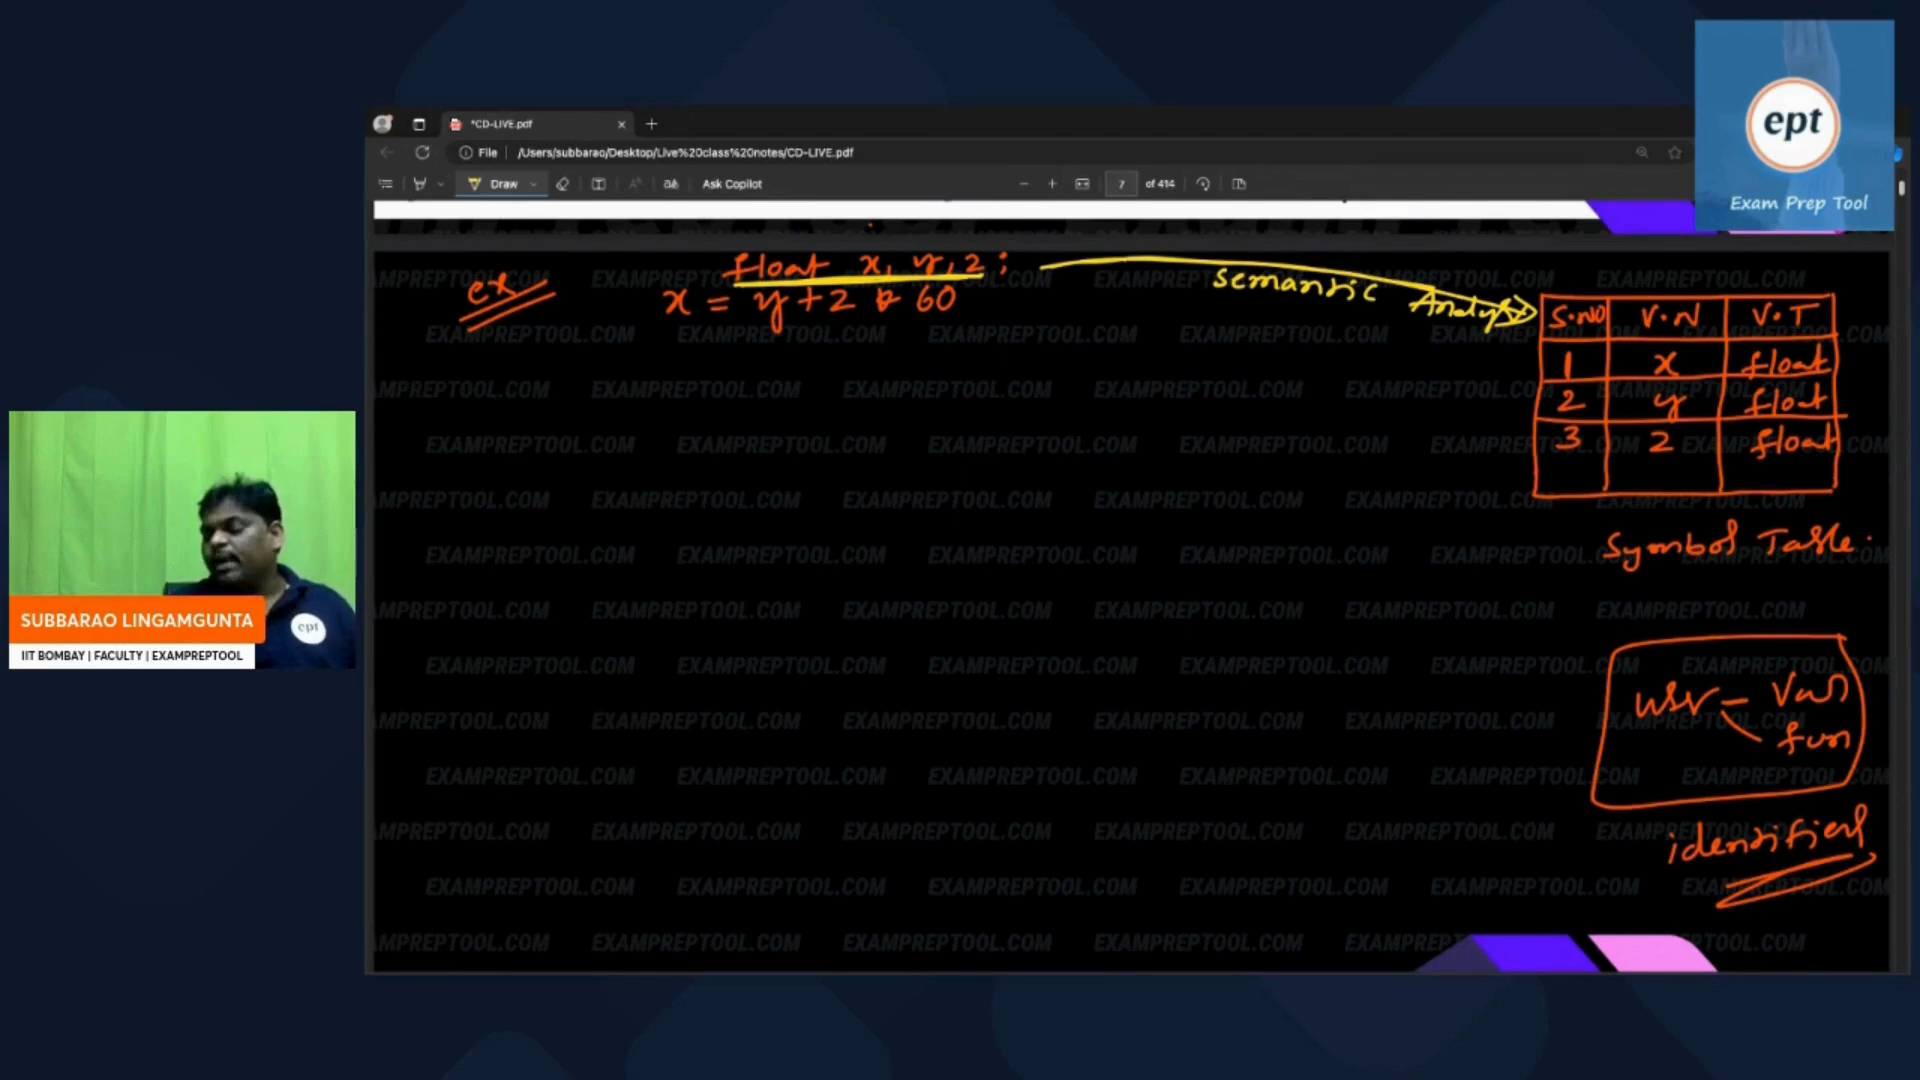 ept
Exam Prep Tool
*CD-LIVE.pdf
File | /Users/subbarao/Desktop/Live%20class%20notes/CD-LIVE.pdf
Draw
Ask Copilot
7 of 414
ex
float x, y, z ;
x = y + z * 60
semantic Analysis
S.NO V.N V.T
1 x float
2 y float
3 z float
Symbol Table.
usr - Var
fun
identifier
SUBBARAO LINGAMGUNTA
IIT BOMBAY | FACULTY | EXAMPREPTOOL
ept
EXAMPREPTOOL.COM